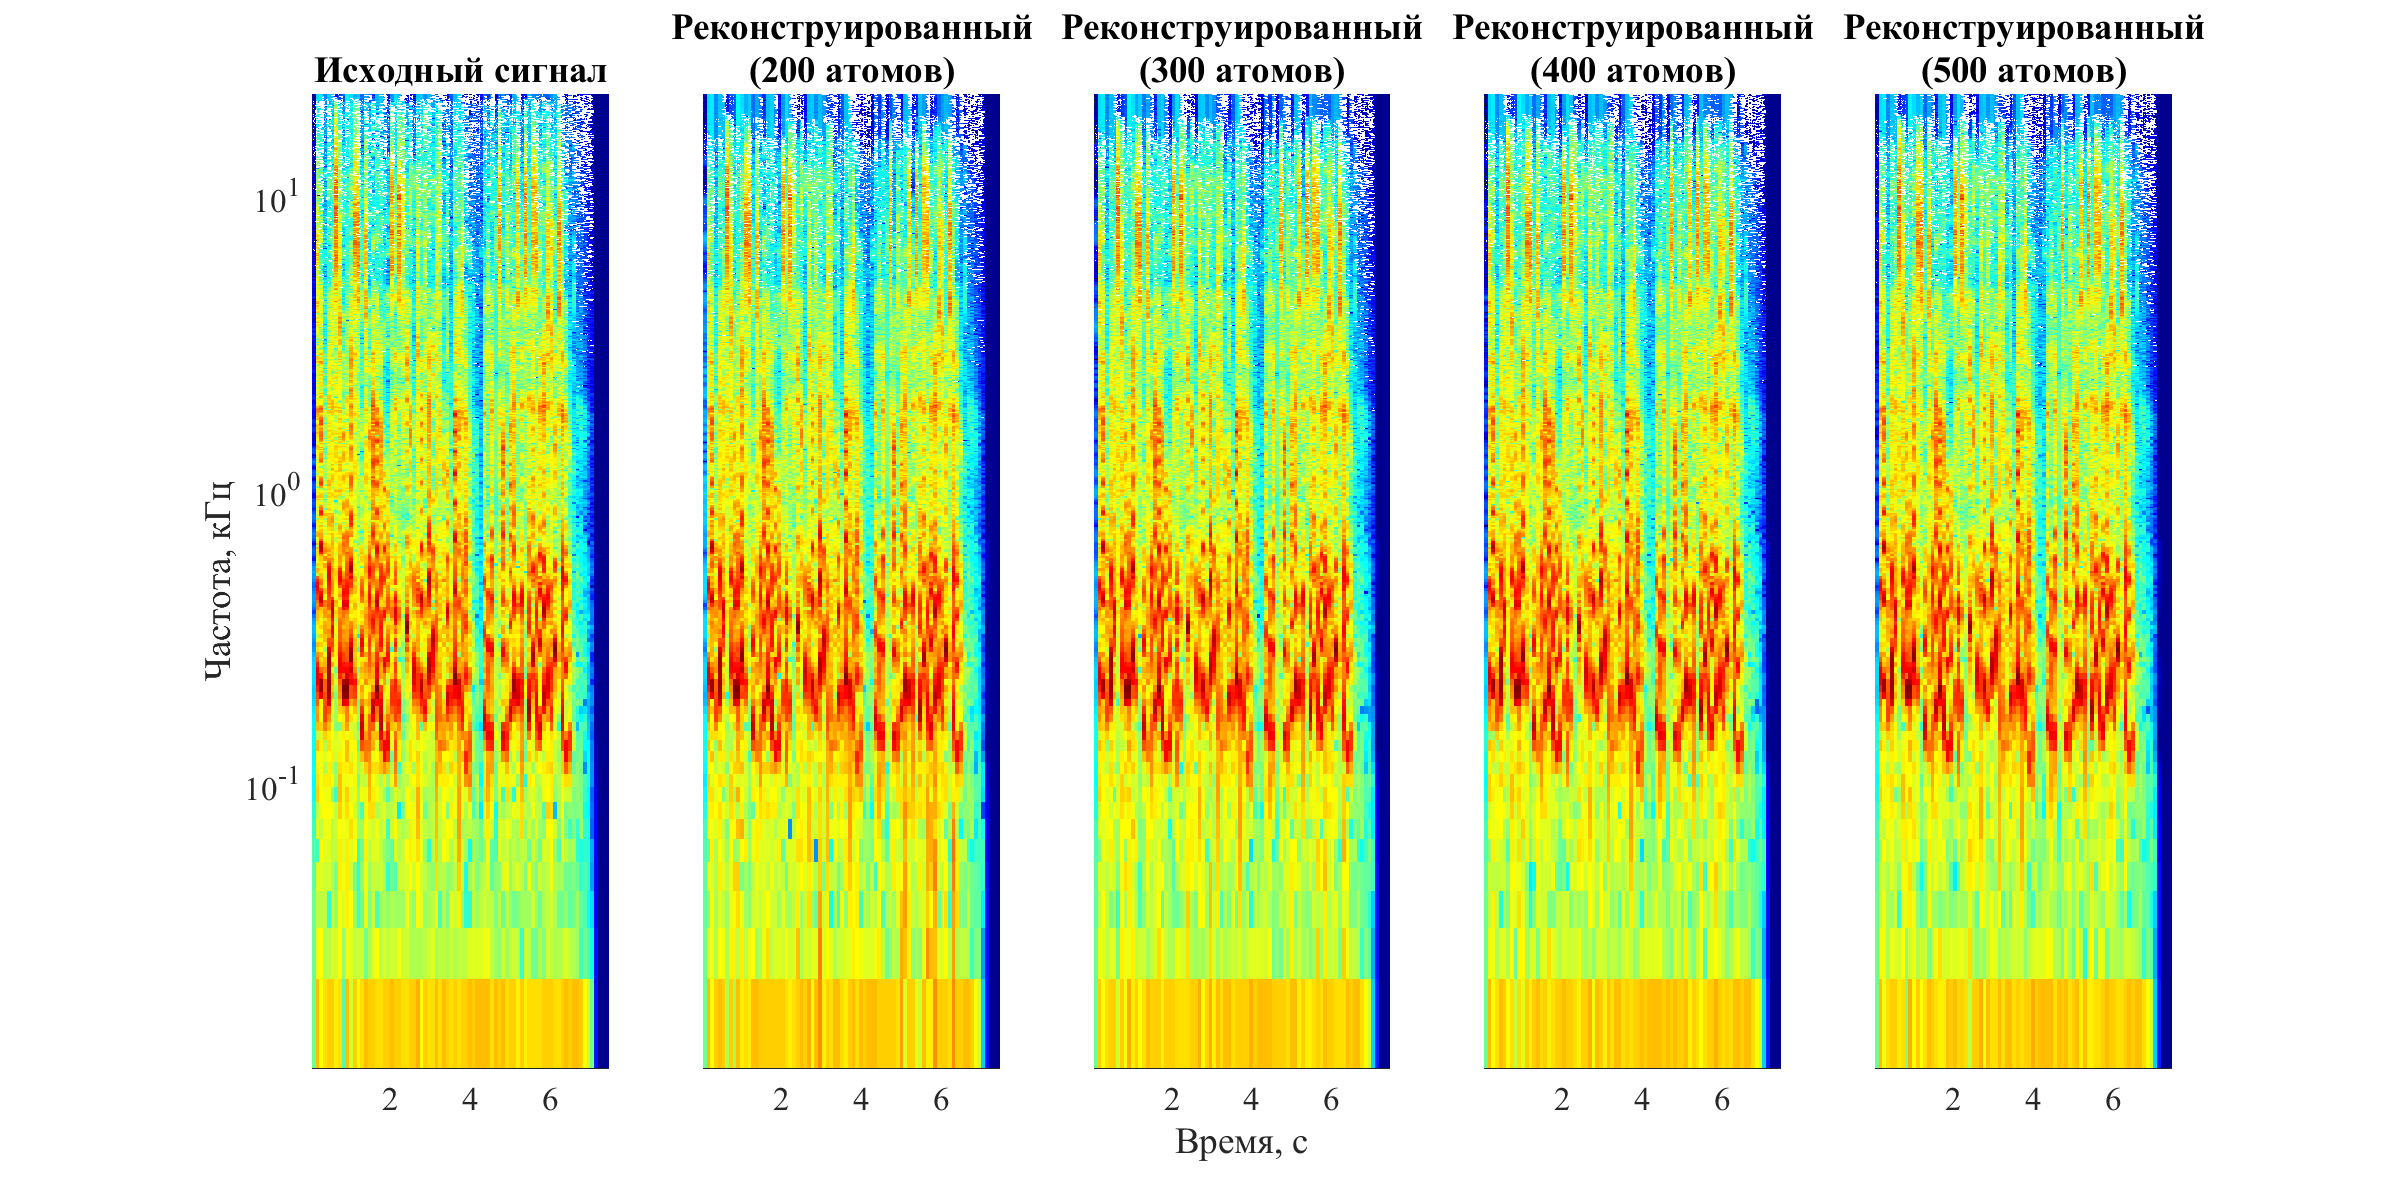 Исходный сигнал
Реконструированный
(200 атомов)
Реконструированный
(300 атомов)
Реконструированный
(400 атомов)
Реконструированный
(500 атомов)
Частота, кГц
10^1
10^0
10^-1
2 4 6
2 4 6
2 4 6
2 4 6
2 4 6
Время, с